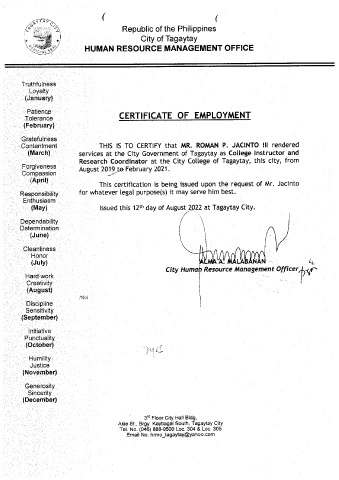 Republic of the Philippines
City of Tagaytay
HUMAN RESOURCE MANAGEMENT OFFICE
Truthfulness
Loyalty
(January)
Patience
Tolerance
(February)
Gratefulness
Contentment
(March)
Forgiveness
Compassion
(April)
Responsibility
Enthusiasm
(May)
Dependability
Determination
(June)
Cleanliness
Honor
(July)
Hard work
Creativity
(August)
Discipline
Sensitivity
(September)
Initiative
Punctuality
(October)
Humility
Justice
(November)
Generosity
Sincerity
(December)
CERTIFICATE OF EMPLOYMENT
THIS IS TO CERTIFY that MR. ROMAN P. JACINTO III rendered
services at the City Government of Tagaytay as College Instructor and
Research Coordinator at the City College of Tagaytay, this city, from
August 2019 to February 2021.
This certification is being issued upon the request of Mr. Jacinto
for whatever legal purpose(s) it may serve him best.
Issued this 12th day of August 2022 at Tagaytay City.
ALMA A. MALABANAN
City Human Resource Management Officer
3rd Floor City Hall Bldg,
Akle St., Brgy. Kaybagal South, Tagaytay City
Tel. No. (046) 888-9500 Loc. 304 & Loc. 305
Email No: hrmo_tagaytay@yahoo.com